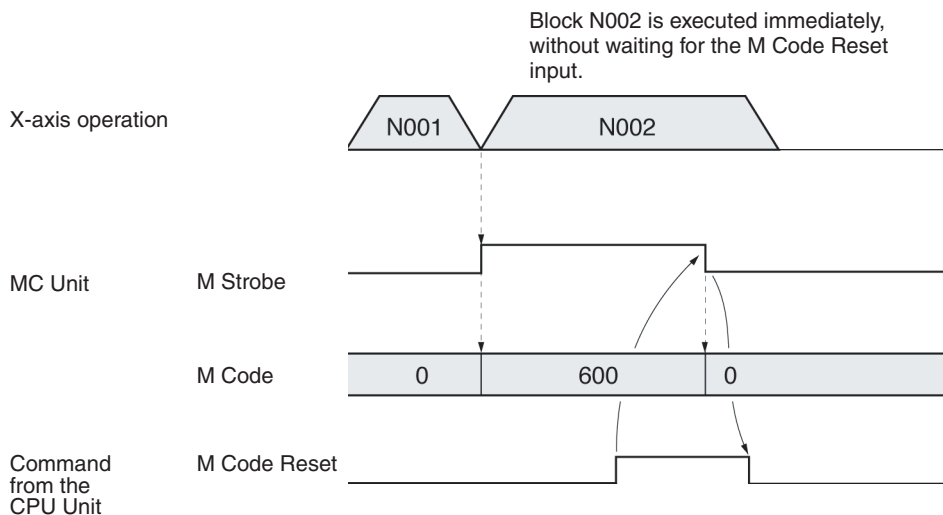 Block N002 is executed immediately,
without waiting for the M Code Reset
input.
X-axis operation
N001
N002
MC Unit
M Strobe
M Code
0
600
0
Command
from the
CPU Unit
M Code Reset